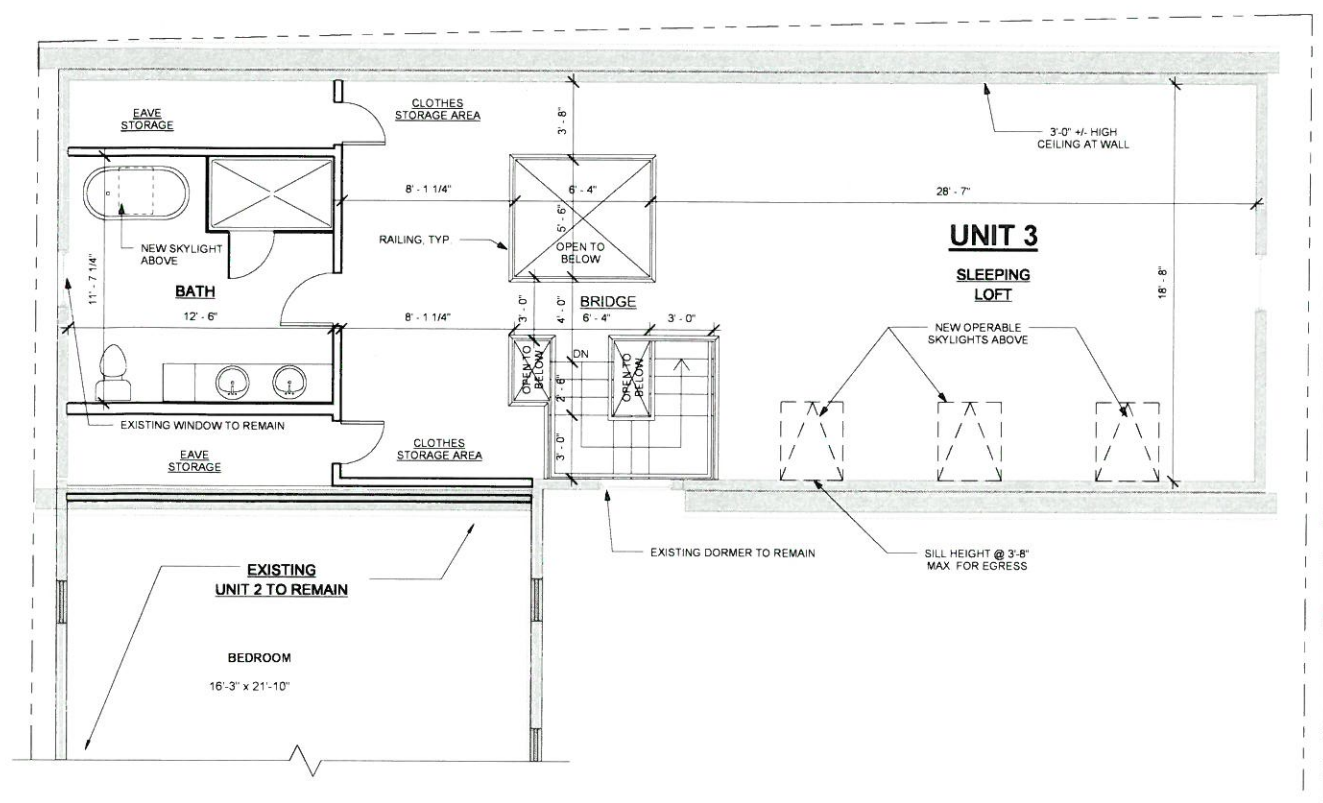 EAVE
STORAGE
CLOTHES
STORAGE AREA
3' - 8"
3'-0" +/- HIGH
CEILING AT WALL
8' - 1 1/4"
6' - 4"
28' - 7"
5' - 6"
RAILING, TYP.
OPEN TO
BELOW
UNIT 3
SLEEPING
LOFT
18' - 8"
NEW SKYLIGHT
ABOVE
11' - 7 1/4"
BATH
12' - 6"
8' - 1 1/4"
3' - 0"
4' - 0"
BRIDGE
6' - 4"
3' - 0"
NEW OPERABLE
SKYLIGHTS ABOVE
DN
OPEN TO
BELOW
OPEN TO
BELOW
2' - 6"
3' - 0"
EXISTING WINDOW TO REMAIN
EAVE
STORAGE
CLOTHES
STORAGE AREA
EXISTING DORMER TO REMAIN
SILL HEIGHT @ 3'-8"
MAX. FOR EGRESS
EXISTING
UNIT 2 TO REMAIN
BEDROOM
16'-3" x 21'-10"